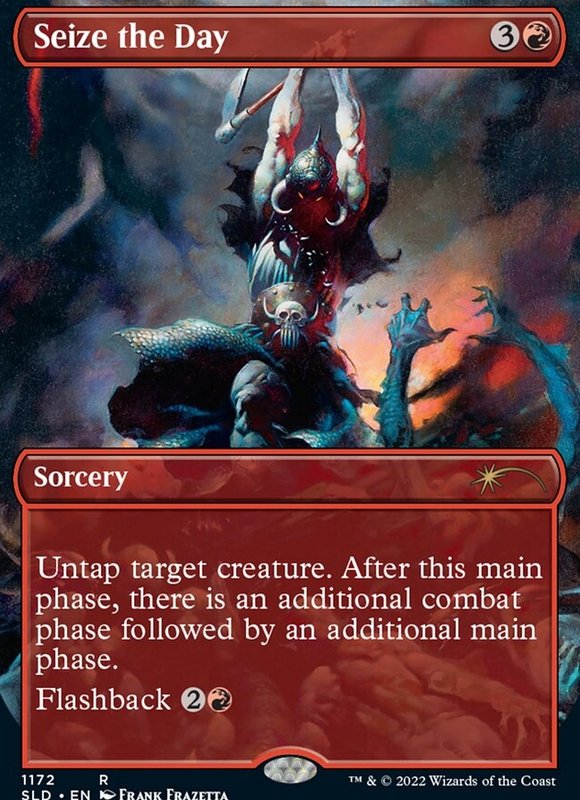 Seize the Day 3
Sorcery
Untap target creature. After this main
phase, there is an additional combat
phase followed by an additional main
phase.
Flashback 2
1172 R
SLD • EN Frank Frazetta
™ & © 2022 Wizards of the Coast